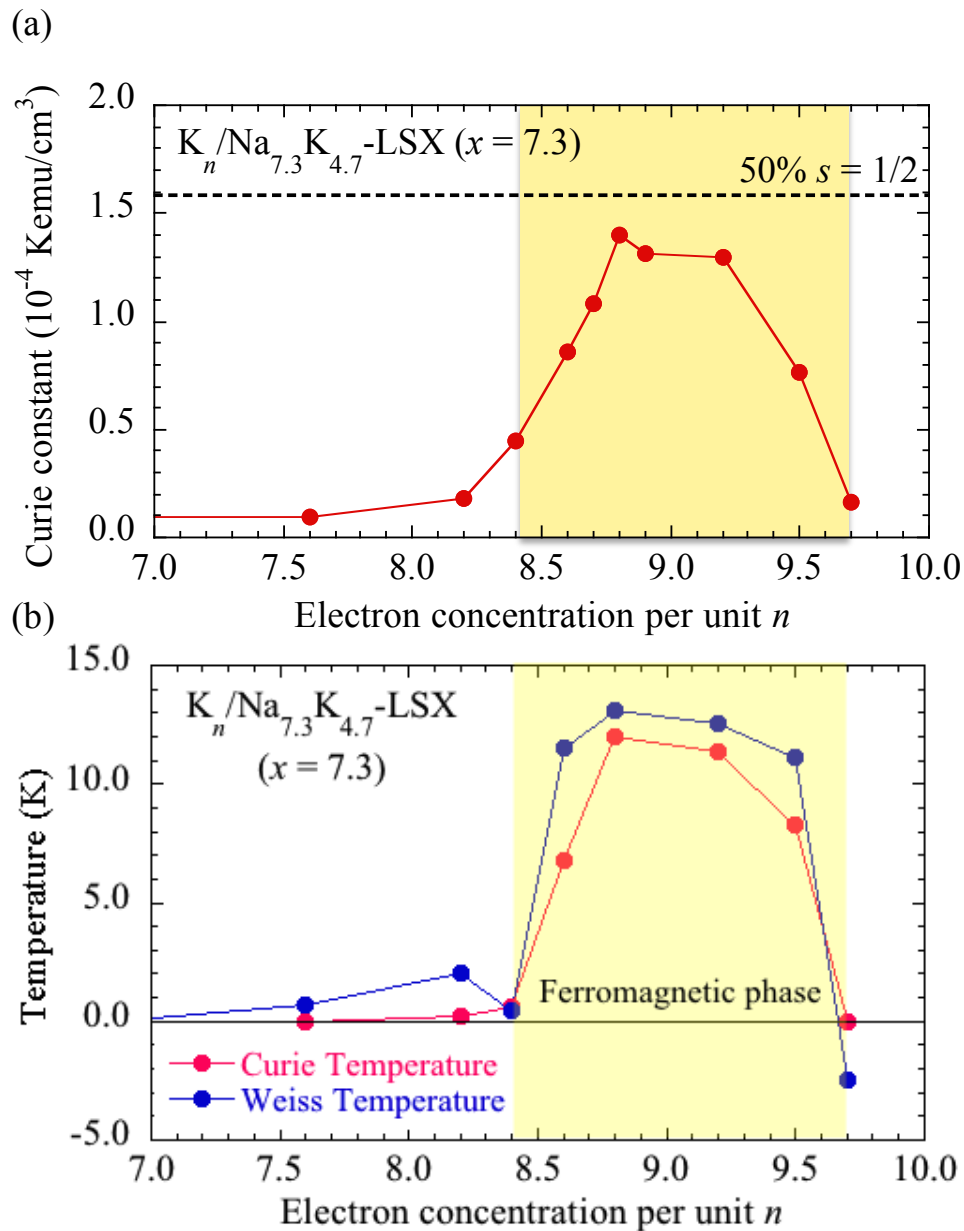 (a)
Curie constant (10⁻⁴ Kemu/cm³)
2.0
1.5
1.0
0.5
0.0
Kₙ/Na₇.₃K₄.₇-LSX (x = 7.3)
50% s = 1/2
7.0 7.5 8.0 8.5 9.0 9.5 10.0
Electron concentration per unit n
(b)
Temperature (K)
15.0
10.0
5.0
0.0
-5.0
Kₙ/Na₇.₃K₄.₇-LSX
(x = 7.3)
Ferromagnetic phase
Curie Temperature
Weiss Temperature
7.0 7.5 8.0 8.5 9.0 9.5 10.0
Electron concentration per unit n